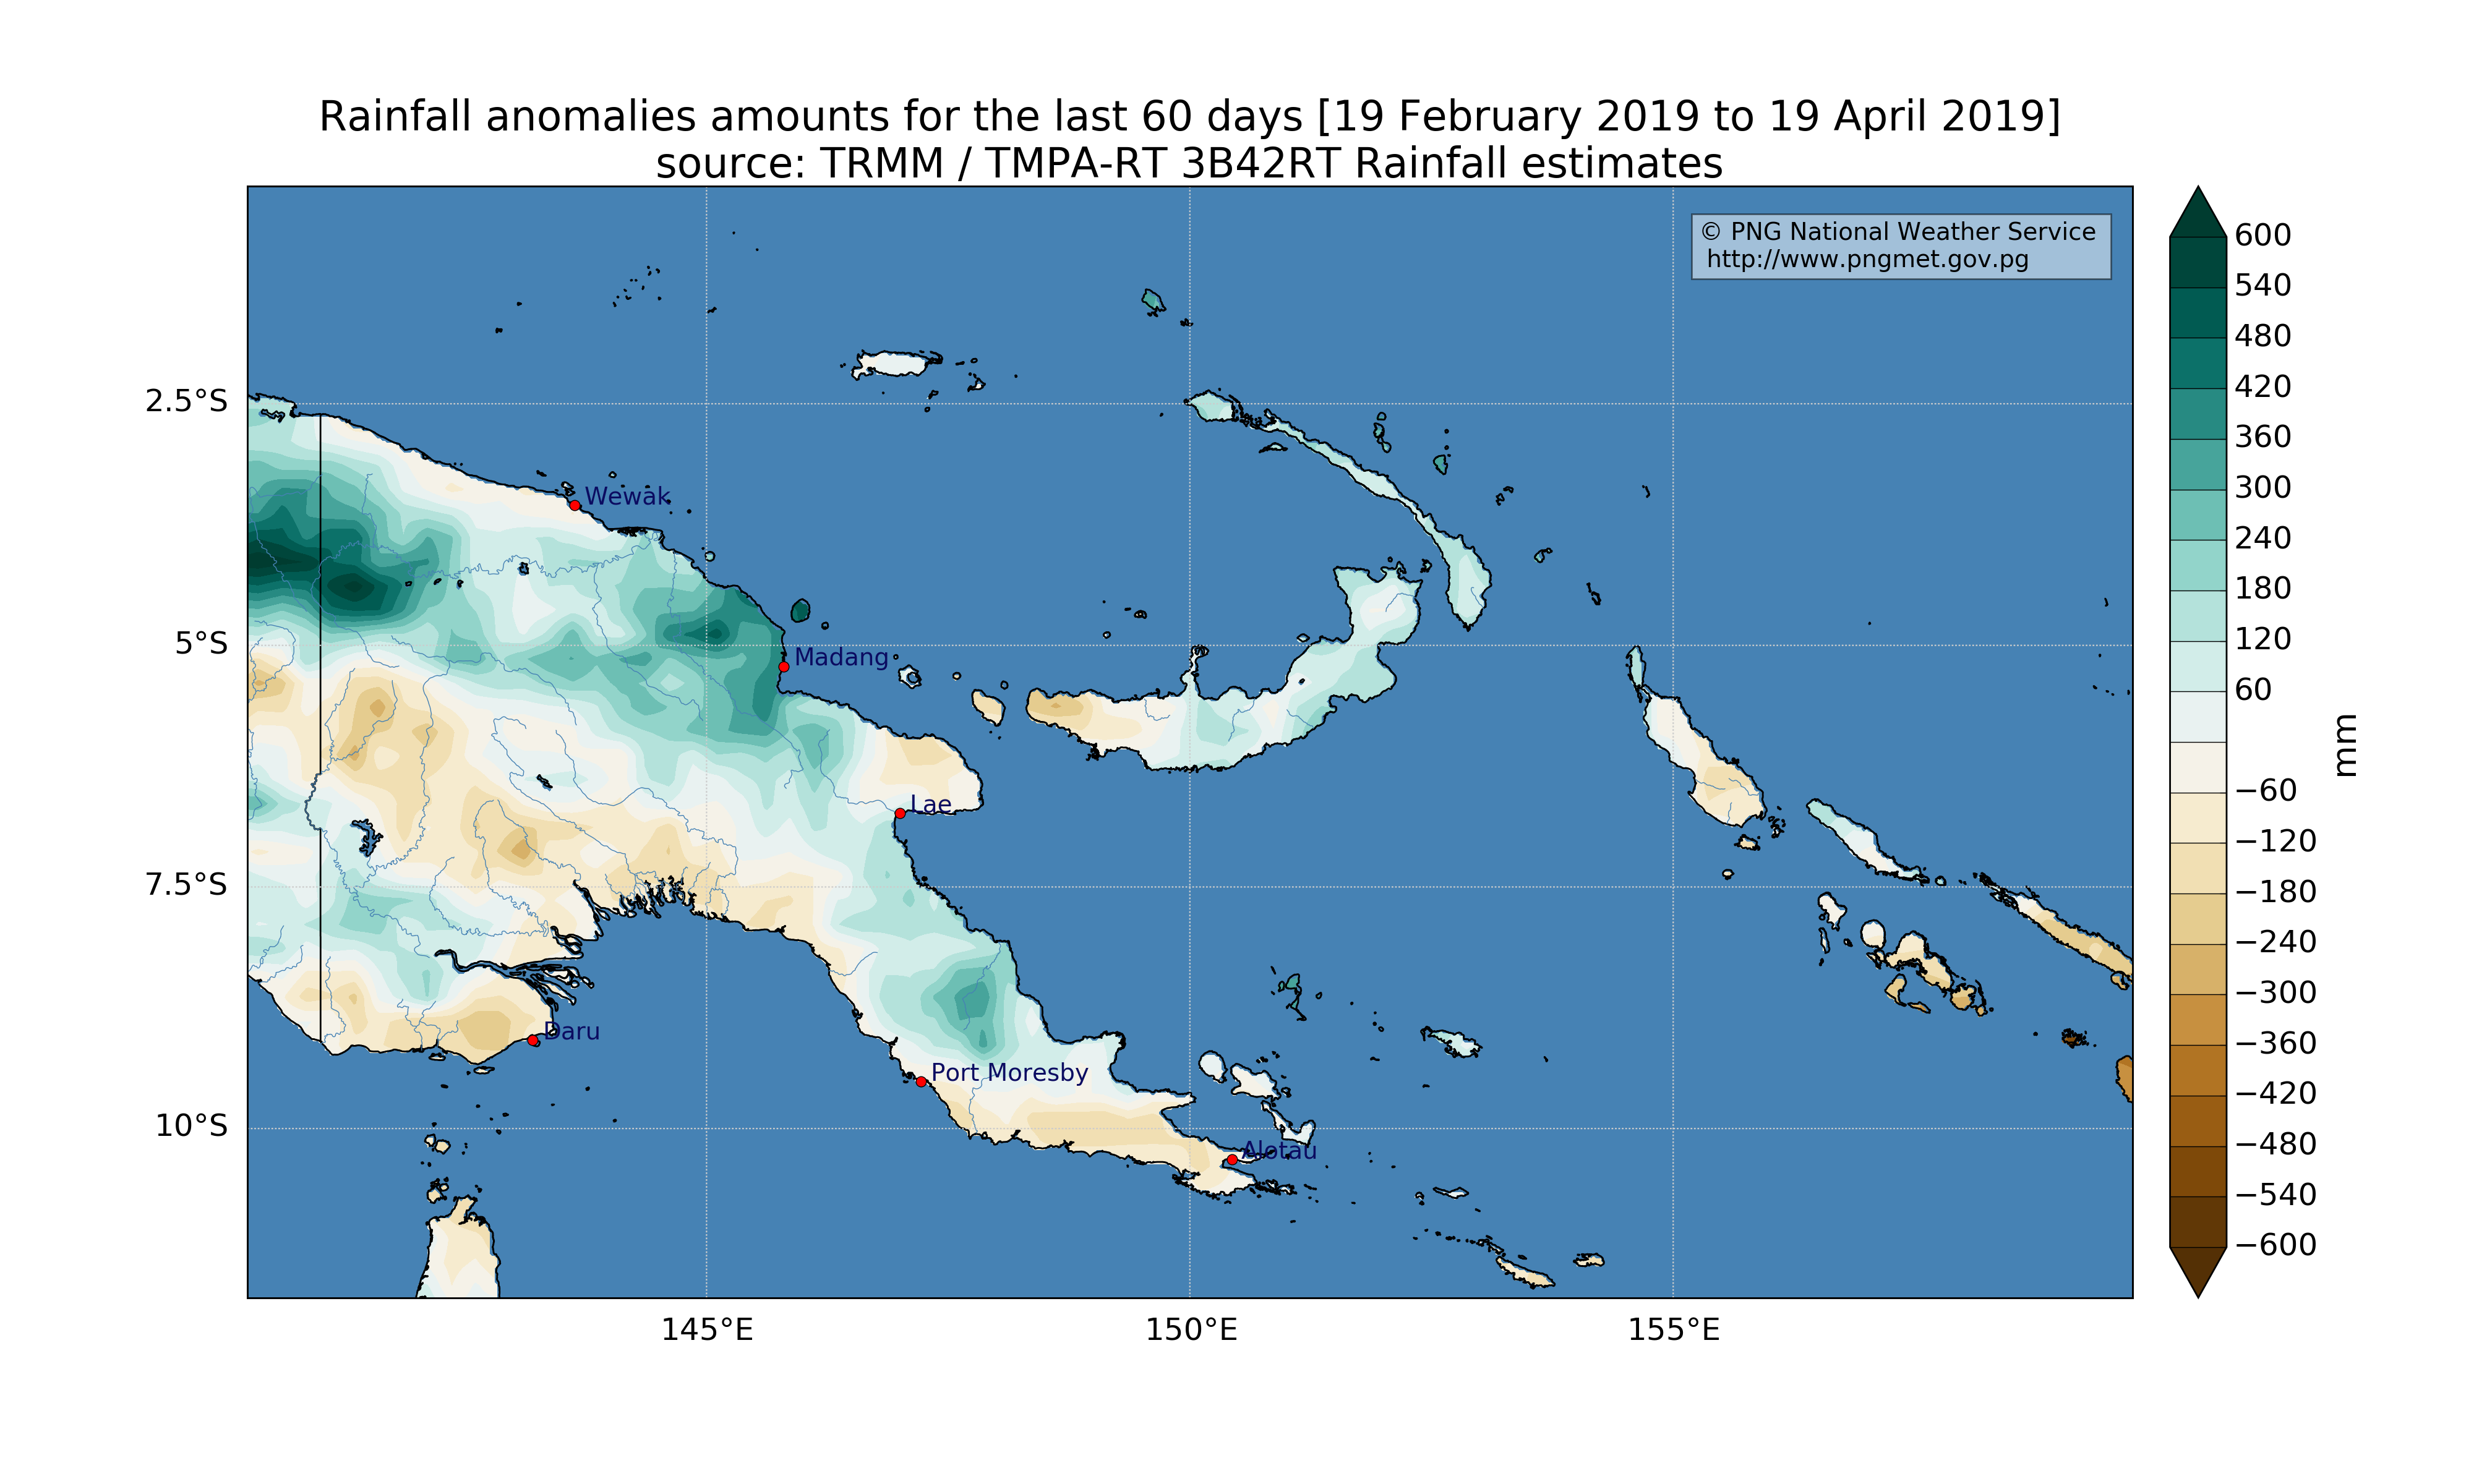 Rainfall anomalies amounts for the last 60 days [19 February 2019 to 19 April 2019]
source: TRMM / TMPA-RT 3B42RT Rainfall estimates
© PNG National Weather Service
http://www.pngmet.gov.pg
2.5°S
5°S
7.5°S
10°S
Wewak
Madang
Lae
Daru
Port Moresby
Alotau
145°E
150°E
155°E
600
540
480
420
360
300
240
180
120
60
−60
−120
−180
−240
−300
−360
−420
−480
−540
−600
mm